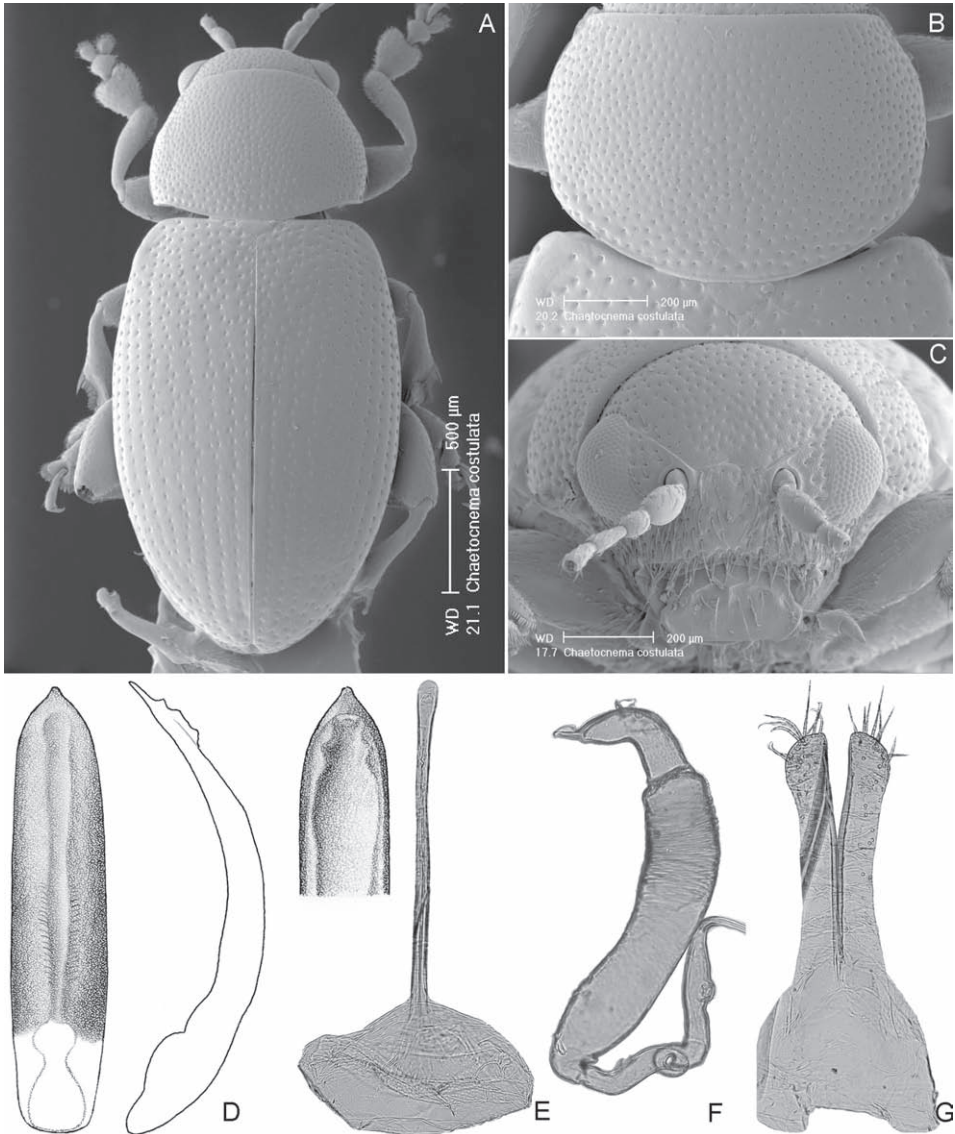 A
WD 500 µm
21.1 Chaetocnema costulata
B
WD 200 µm
20.2 Chaetocnema costulata
C
WD 200 µm
17.7 Chaetocnema costulata
D
E
F
G